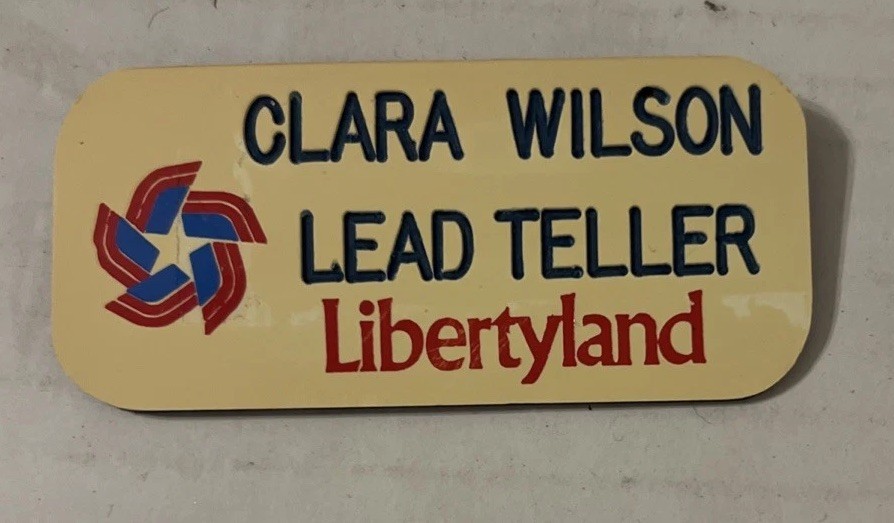 CLARA WILSON
LEAD TELLER
Libertyland